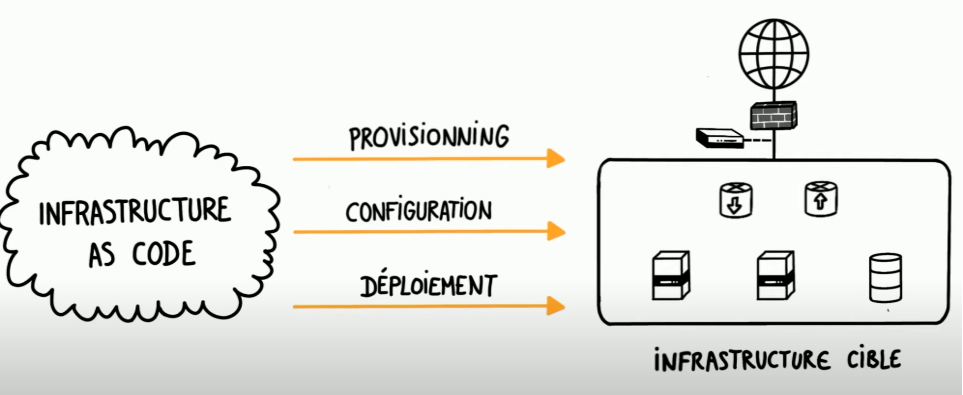 INFRASTRUCTURE
AS CODE
PROVISIONNING
CONFIGURATION
DÉPLOIEMENT
INFRASTRUCTURE CIBLE